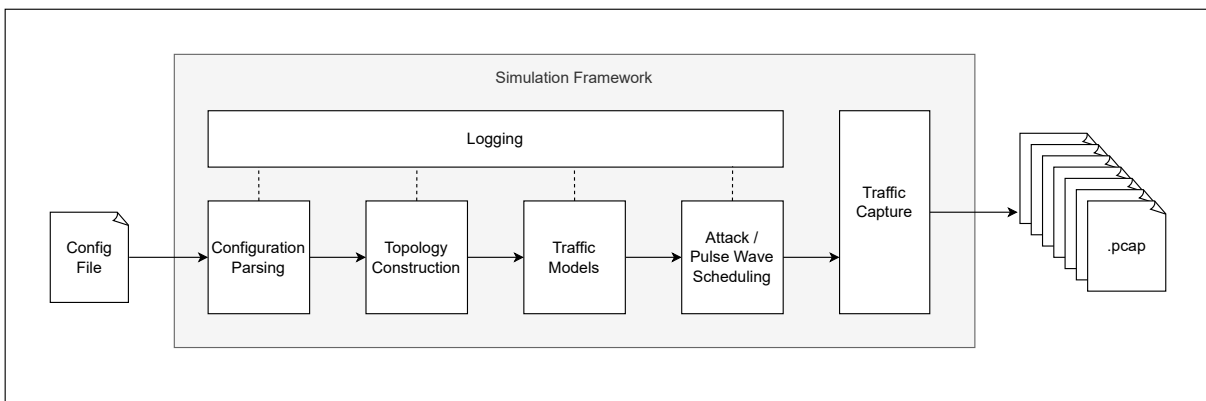 Simulation Framework
Logging
Config
File
Configuration
Parsing
Topology
Construction
Traffic
Models
Attack /
Pulse Wave
Scheduling
Traffic
Capture
.pcap